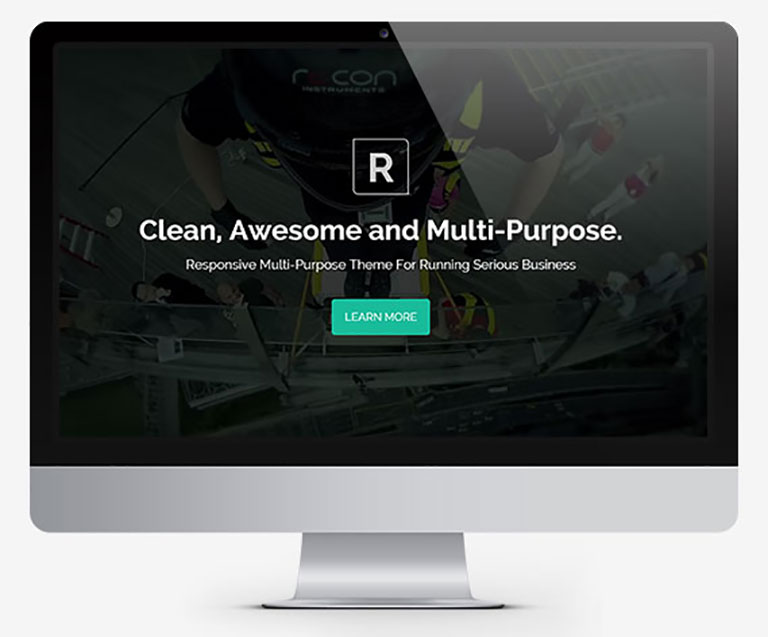 recon
INSTRUMENTS
R
Clean, Awesome and Multi-Purpose.
Responsive Multi-Purpose Theme For Running Serious Business
LEARN MORE